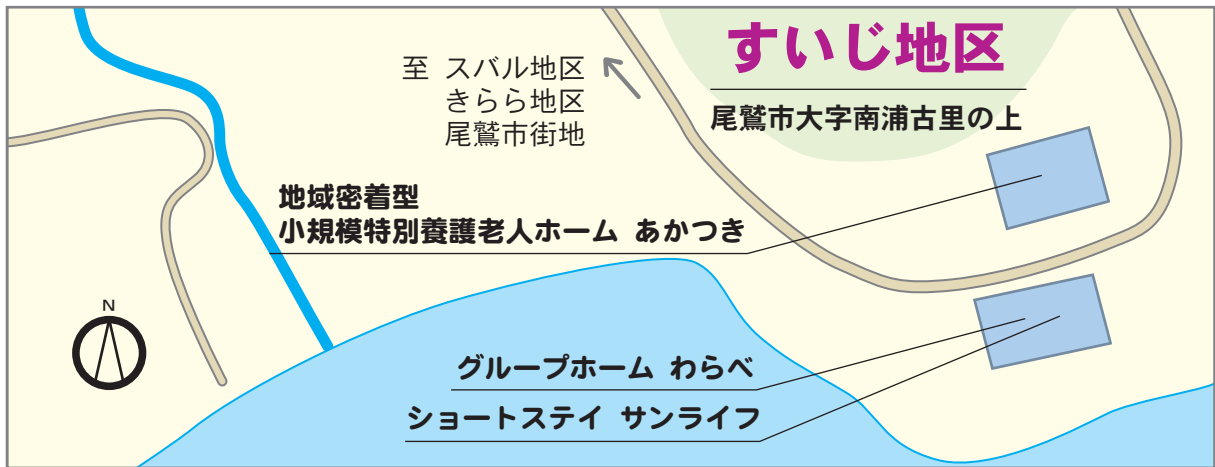 すいじ地区
尾鷲市大字南浦古里の上
至 スバル地区
きらら地区
尾鷲市街地
地域密着型
小規模特別養護老人ホーム あかつき
N
グループホーム わらべ
ショートステイ サンライフ